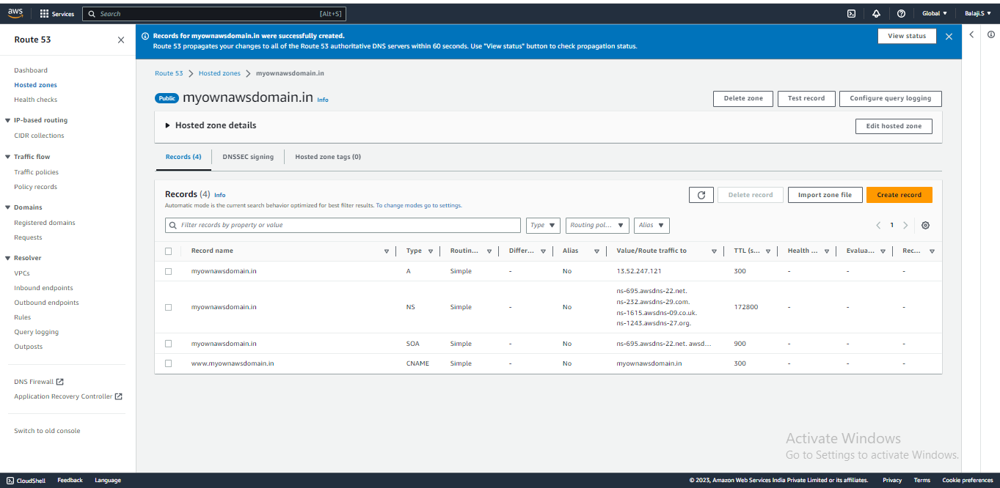 aws Services Search [Alt+S] Global Balaji.S
Route 53
Dashboard
Hosted zones
Health checks
IP-based routing
CIDR collections
Traffic flow
Traffic policies
Policy records
Domains
Registered domains
Requests
Resolver
VPCs
Inbound endpoints
Outbound endpoints
Rules
Query logging
Outposts
DNS Firewall
Application Recovery Controller
Switch to old console
Records for myownawsdomain.in were successfully created. View status
Route 53 propagates your changes to all of the Route 53 authoritative DNS servers within 60 seconds. Use "View status" button to check propagation status.
Route 53 Hosted zones myownawsdomain.in
Public myownawsdomain.in Info Delete zone Test record Configure query logging
Hosted zone details Edit hosted zone
Records (4) DNSSEC signing Hosted zone tags (0)
Records (4) Info Delete record Import zone file Create record
Automatic mode is the current search behavior optimized for best filter results. To change modes go to settings.
Filter records by property or value Type Routing pol... Alias 1
Record name Type Routin... Differ... Alias Value/Route traffic to TTL (s... Health ... Evalua... Rec...
myownawsdomain.in A Simple - No 13.52.247.121 300 - - -
myownawsdomain.in NS Simple - No ns-695.awsdns-22.net. 172800 - - -
ns-232.awsdns-29.com.
ns-1615.awsdns-09.co.uk.
ns-1243.awsdns-27.org.
myownawsdomain.in SOA Simple - No ns-695.awsdns-22.net. awsd... 900 - - -
www.myownawsdomain.in CNAME Simple - No myownawsdomain.in 300 - - -
Activate Windows
Go to Settings to activate Windows.
CloudShell Feedback Language © 2023, Amazon Web Services India Private Limited or its affiliates. Privacy Terms Cookie preferences